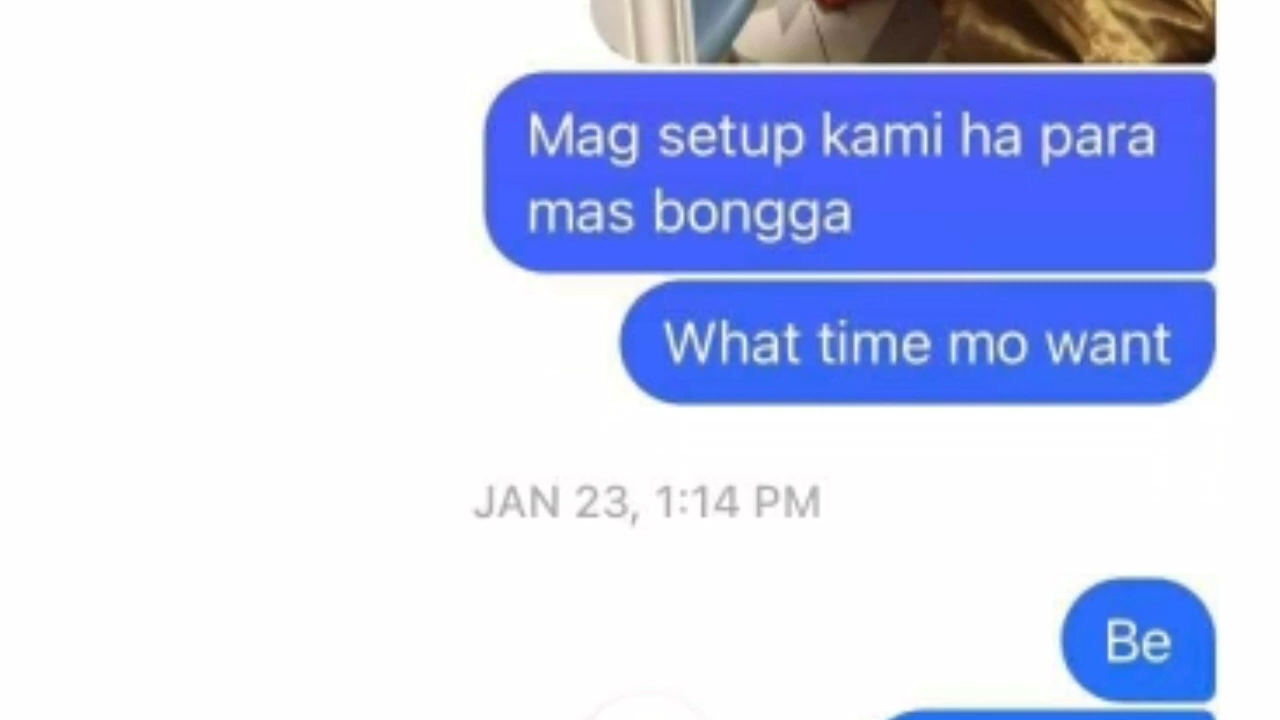 Mag setup kami ha para
mas bongga
What time mo want
JAN 23, 1:14 PM
Be